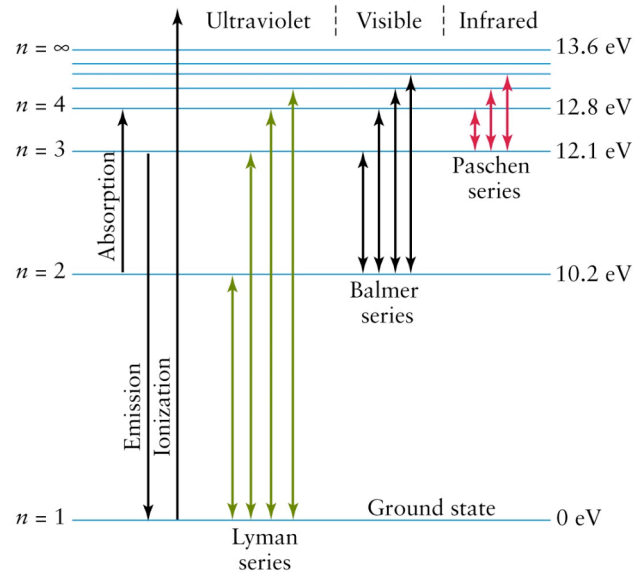 Ultraviolet
Visible
Infrared
n = ∞
13.6 eV
n = 4
12.8 eV
n = 3
12.1 eV
Absorption
Paschen
series
n = 2
10.2 eV
Balmer
series
Emission
Ionization
n = 1
Ground state
0 eV
Lyman
series